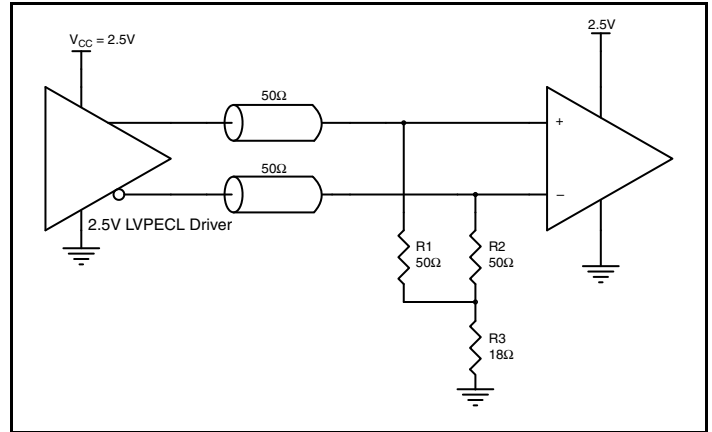 V_CC = 2.5V
2.5V
50Ω
+
50Ω
–
2.5V LVPECL Driver
R1
50Ω
R2
50Ω
R3
18Ω